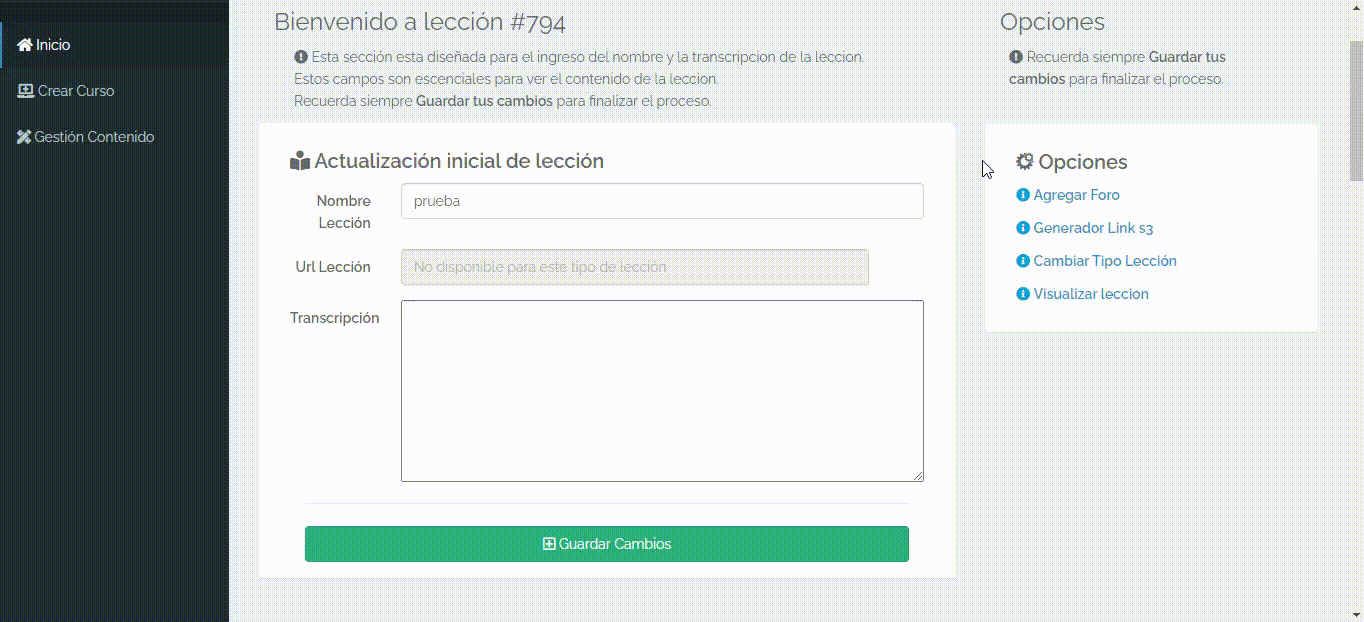 Inicio
Crear Curso
Gestión Contenido
Bienvenido a lección #794
Esta sección esta diseñada para el ingreso del nombre y la transcripcion de la leccion.
Estos campos son escenciales para ver el contenido de la leccion.
Recuerda siempre Guardar tus cambios para finalizar el proceso.
Actualización inicial de lección
Nombre
Lección
prueba
Url Lección
No disponible para este tipo de lección
Transcripción
Guardar Cambios
Opciones
Recuerda siempre Guardar tus
cambios para finalizar el proceso.
Opciones
Agregar Foro
Generador Link s3
Cambiar Tipo Lección
Visualizar leccion